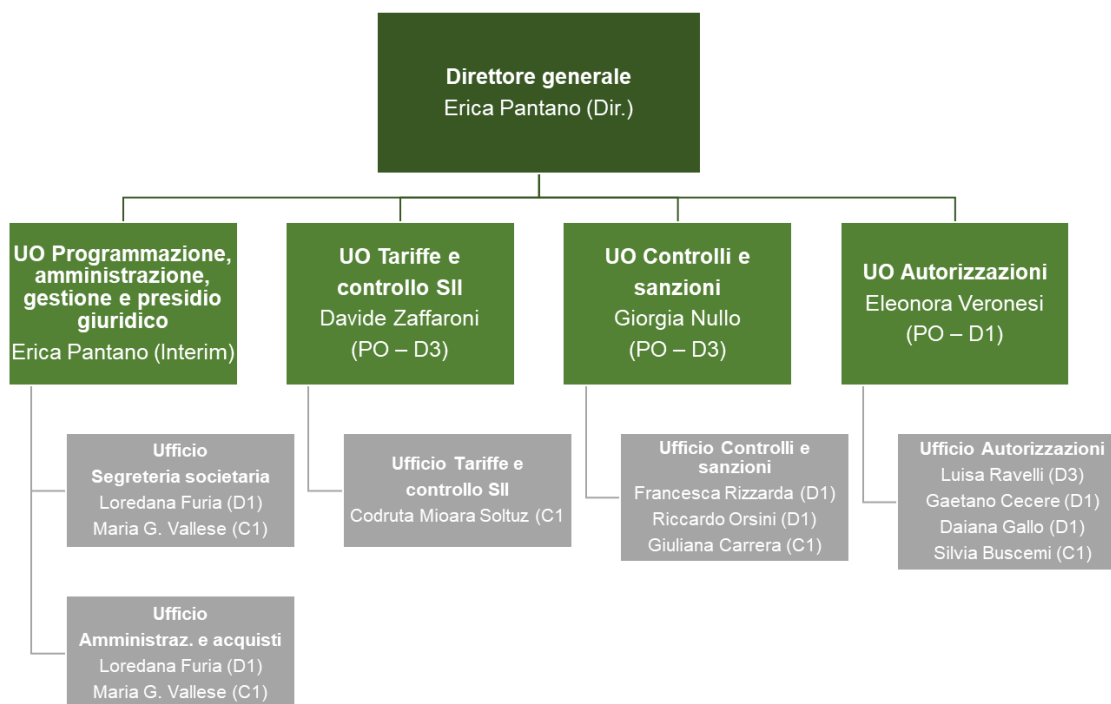 Direttore generale
Erica Pantano (Dir.)
UO Programmazione,
amministrazione,
gestione e presidio
giuridico
Erica Pantano (Interim)
UO Tariffe e
controllo SII
Davide Zaffaroni
(PO – D3)
UO Controlli e
sanzioni
Giorgia Nullo
(PO – D3)
UO Autorizzazioni
Eleonora Veronesi
(PO – D1)
Ufficio
Segreteria societaria
Loredana Furia (D1)
Maria G. Vallese (C1)
Ufficio
Amministraz. e acquisti
Loredana Furia (D1)
Maria G. Vallese (C1)
Ufficio Tariffe e
controllo SII
Codruta Mioara Soltuz (C1
Ufficio Controlli e
sanzioni
Francesca Rizzarda (D1)
Riccardo Orsini (D1)
Giuliana Carrera (C1)
Ufficio Autorizzazioni
Luisa Ravelli (D3)
Gaetano Cecere (D1)
Daiana Gallo (D1)
Silvia Buscemi (C1)